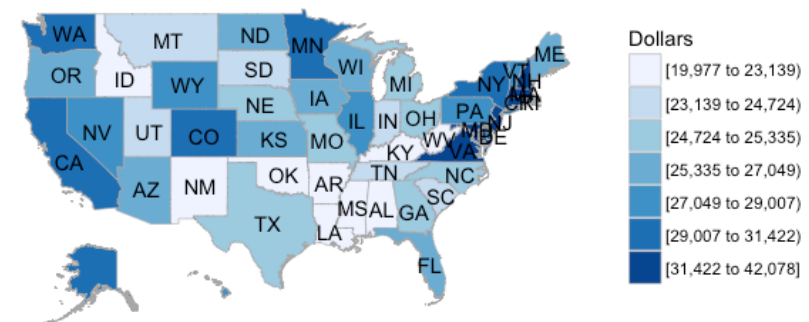 WA
MT
ND
MN
ME
OR
ID
SD
WI
VT
NH
WY
MI
NY
NE
IA
PA
NV
UT
CO
IL
IN
OH
NJ
CA
KS
MO
WV
MD
DE
KY
VA
AZ
NM
OK
AR
TN
NC
TX
MS
AL
GA
SC
LA
FL
MA
CT
RI
Dollars
[19,977 to 23,139)
[23,139 to 24,724)
[24,724 to 25,335)
[25,335 to 27,049)
[27,049 to 29,007)
[29,007 to 31,422)
[31,422 to 42,078]